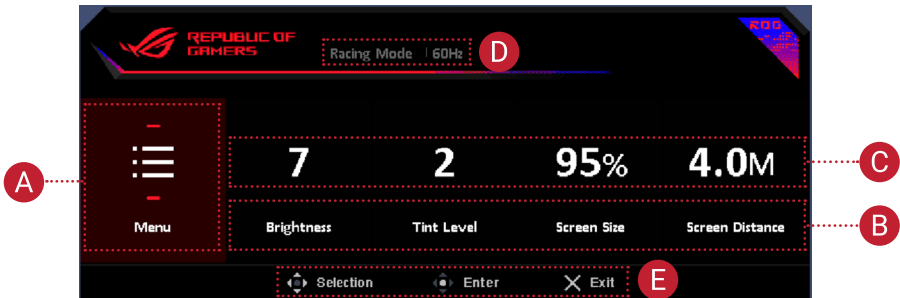 REPUBLIC OF
GAMERS
Racing Mode | 60Hz
D
ROG
7 2 95% 4.0M
C
A
Menu Brightness Tint Level Screen Size Screen Distance
B
Selection Enter Exit
E